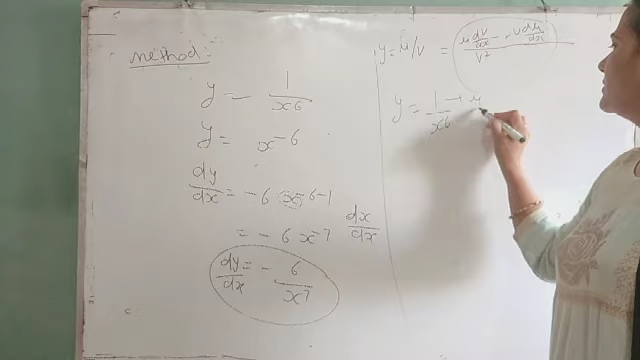 method:-
y = 1/x6
y = x-6
dy/dx = -6 x-6-1
= -6 x-7 dx/dx
dy/dx = - 6/x7
y = u/v = u dv/dx - v du/dx / v2
y = 1/x6 → u